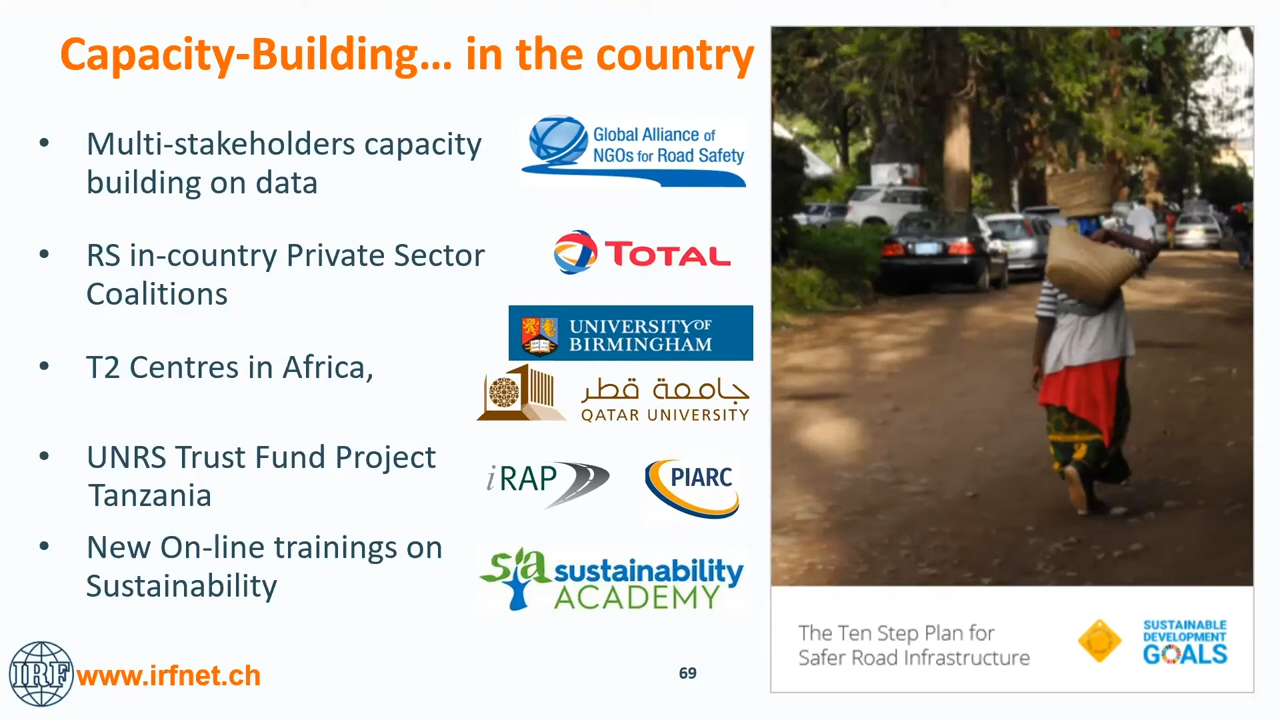 Capacity-Building... in the country
• Multi-stakeholders capacity
building on data
Global Alliance of
NGOs for Road Safety
• RS in-country Private Sector
Coalitions
TOTAL
UNIVERSITY OF
BIRMINGHAM
• T2 Centres in Africa,
جامعة قطر
QATAR UNIVERSITY
• UNRS Trust Fund Project
Tanzania
iRAP
PIARC
• New On-line trainings on
Sustainability
sa sustainability
ACADEMY
The Ten Step Plan for
Safer Road Infrastructure
SUSTAINABLE
DEVELOPMENT
GOALS
IRF
www.irfnet.ch
69